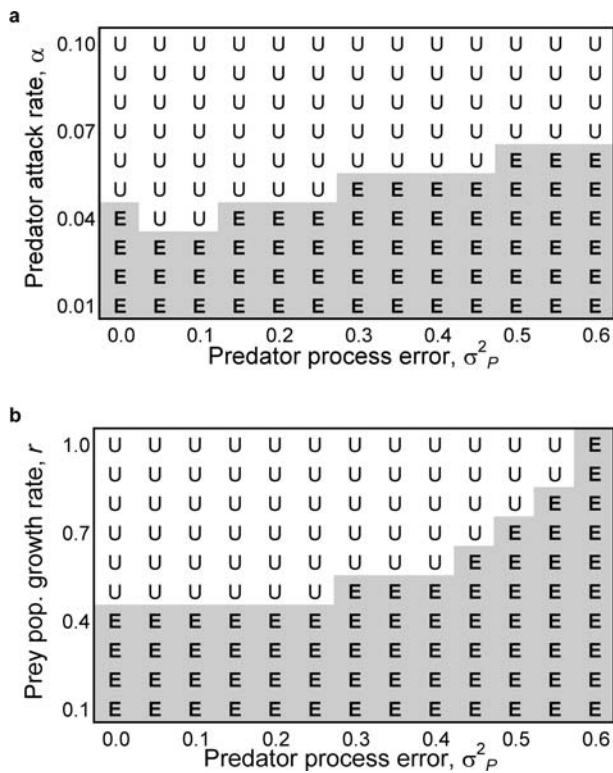 a
Predator attack rate, α
0.10 U U U U U U U U U U U U U
U U U U U U U U U U U U U
U U U U U U U U U U U U U
0.07 U U U U U U U U U U U U U
U U U U U U U U U U E E E
U U U U U U E E E E E E E
0.04 E U U E E E E E E E E E E
E E E E E E E E E E E E E
E E E E E E E E E E E E E
0.01 E E E E E E E E E E E E E
0.0 0.1 0.2 0.3 0.4 0.5 0.6
Predator process error, σ²P
b
Prey pop. growth rate, r
1.0 U U U U U U U U U U U U E
U U U U U U U U U U U U E
U U U U U U U U U U U E E
0.7 U U U U U U U U U U E E E
U U U U U U U U U E E E E
U U U U U U E E E E E E E
0.4 E E E E E E E E E E E E E
E E E E E E E E E E E E E
E E E E E E E E E E E E E
0.1 E E E E E E E E E E E E E
0.0 0.1 0.2 0.3 0.4 0.5 0.6
Predator process error, σ²P